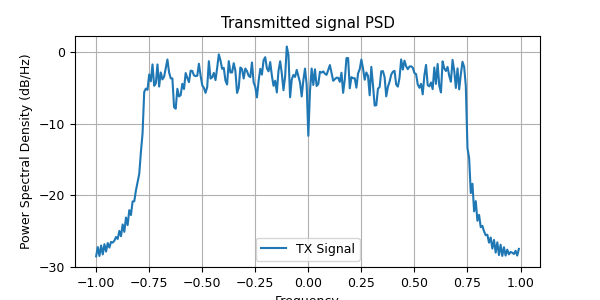 Transmitted signal PSD
Power Spectral Density (dB/Hz)
0
−10
−20
−30
TX Signal
−1.00 −0.75 −0.50 −0.25 0.00 0.25 0.50 0.75 1.00
Frequency